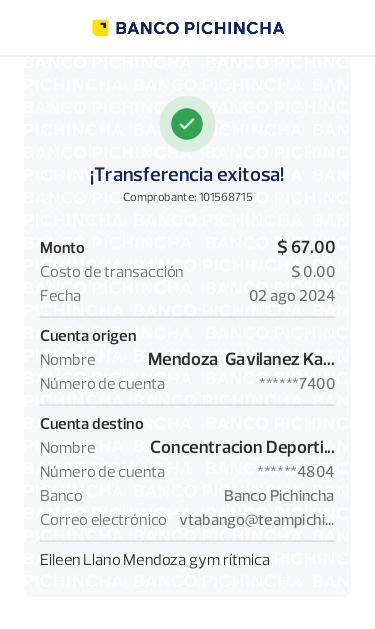 BANCO PICHINCHA
¡Transferencia exitosa!
Comprobante: 101568715
Monto $ 67.00
Costo de transacción $ 0.00
Fecha 02 ago 2024
Cuenta origen
Nombre Mendoza Gavilanez Ka...
Número de cuenta ******7400
Cuenta destino
Nombre Concentracion Deporti...
Número de cuenta ******4804
Banco Banco Pichincha
Correo electrónico vtabango@teampichi...
Eileen Llano Mendoza gym rítmica